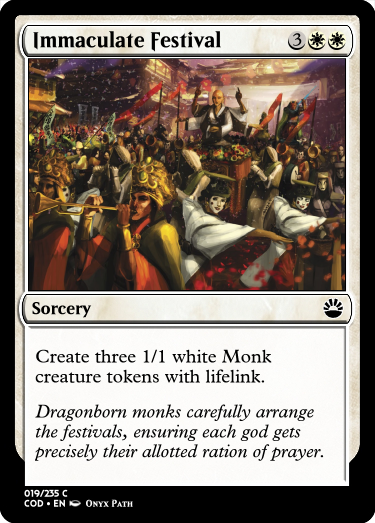 Immaculate Festival 3
Sorcery
Create three 1/1 white Monk
creature tokens with lifelink.
Dragonborn monks carefully arrange
the festivals, ensuring each god gets
precisely their allotted ration of prayer.
019/235 C
COD • EN Onyx Path